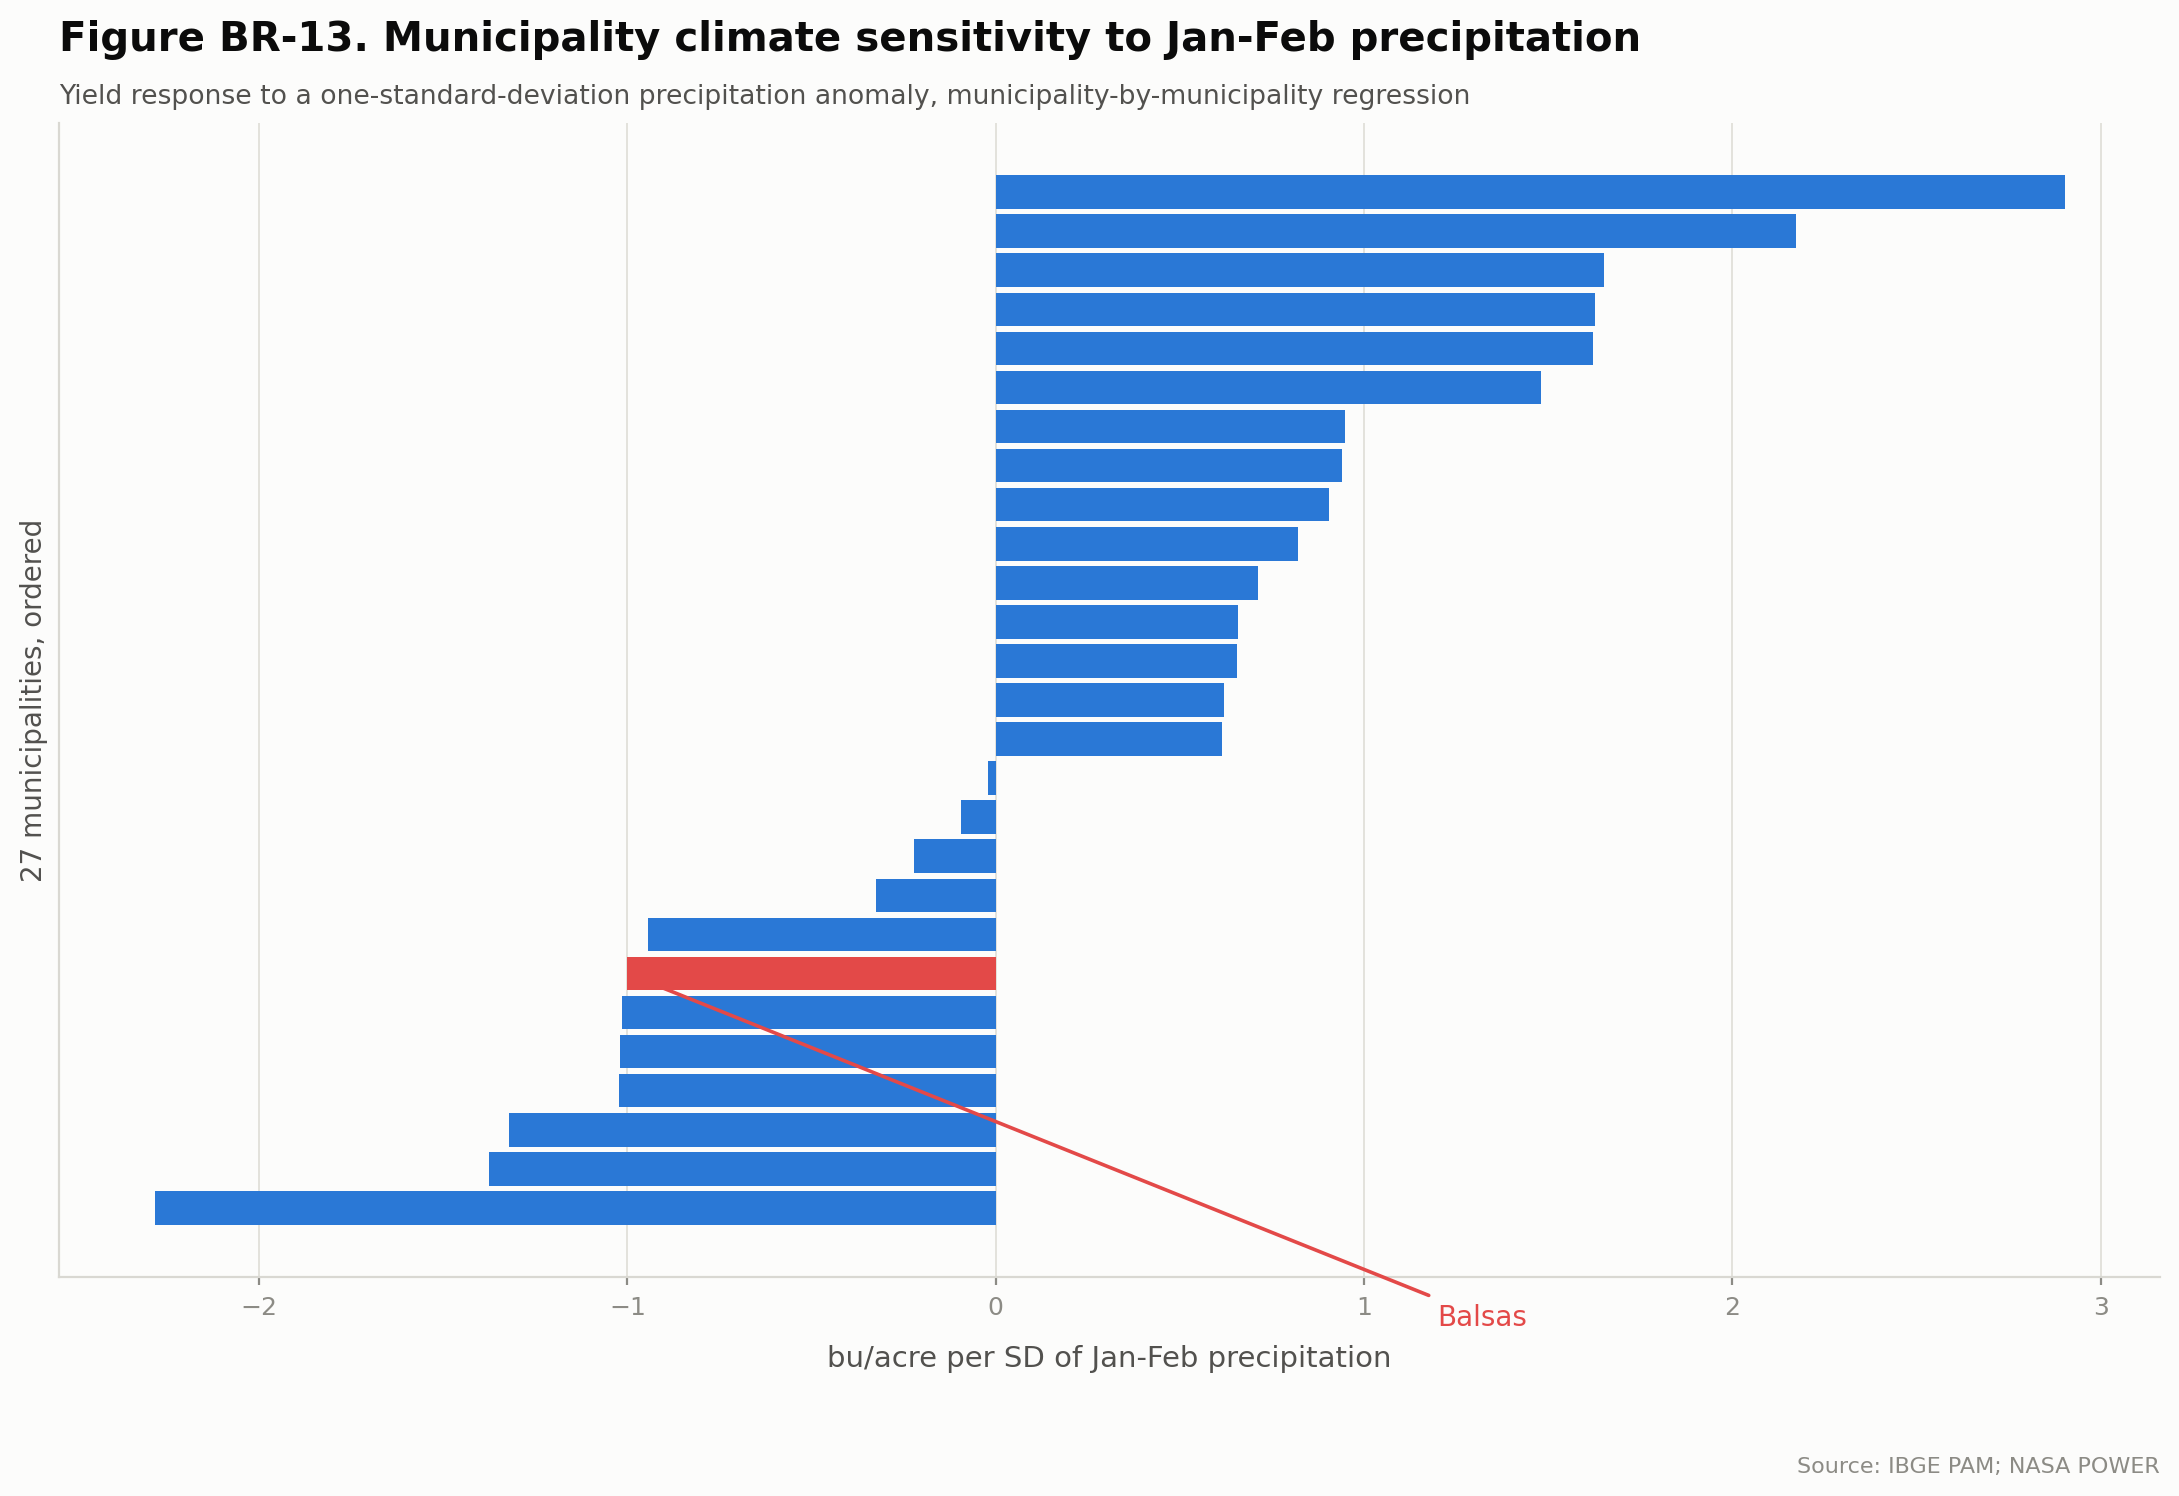 Figure BR-13. Municipality climate sensitivity to Jan-Feb precipitation
Yield response to a one-standard-deviation precipitation anomaly, municipality-by-municipality regression
27 municipalities, ordered
−2
−1
0
1
2
3
Balsas
bu/acre per SD of Jan-Feb precipitation
Source: IBGE PAM; NASA POWER